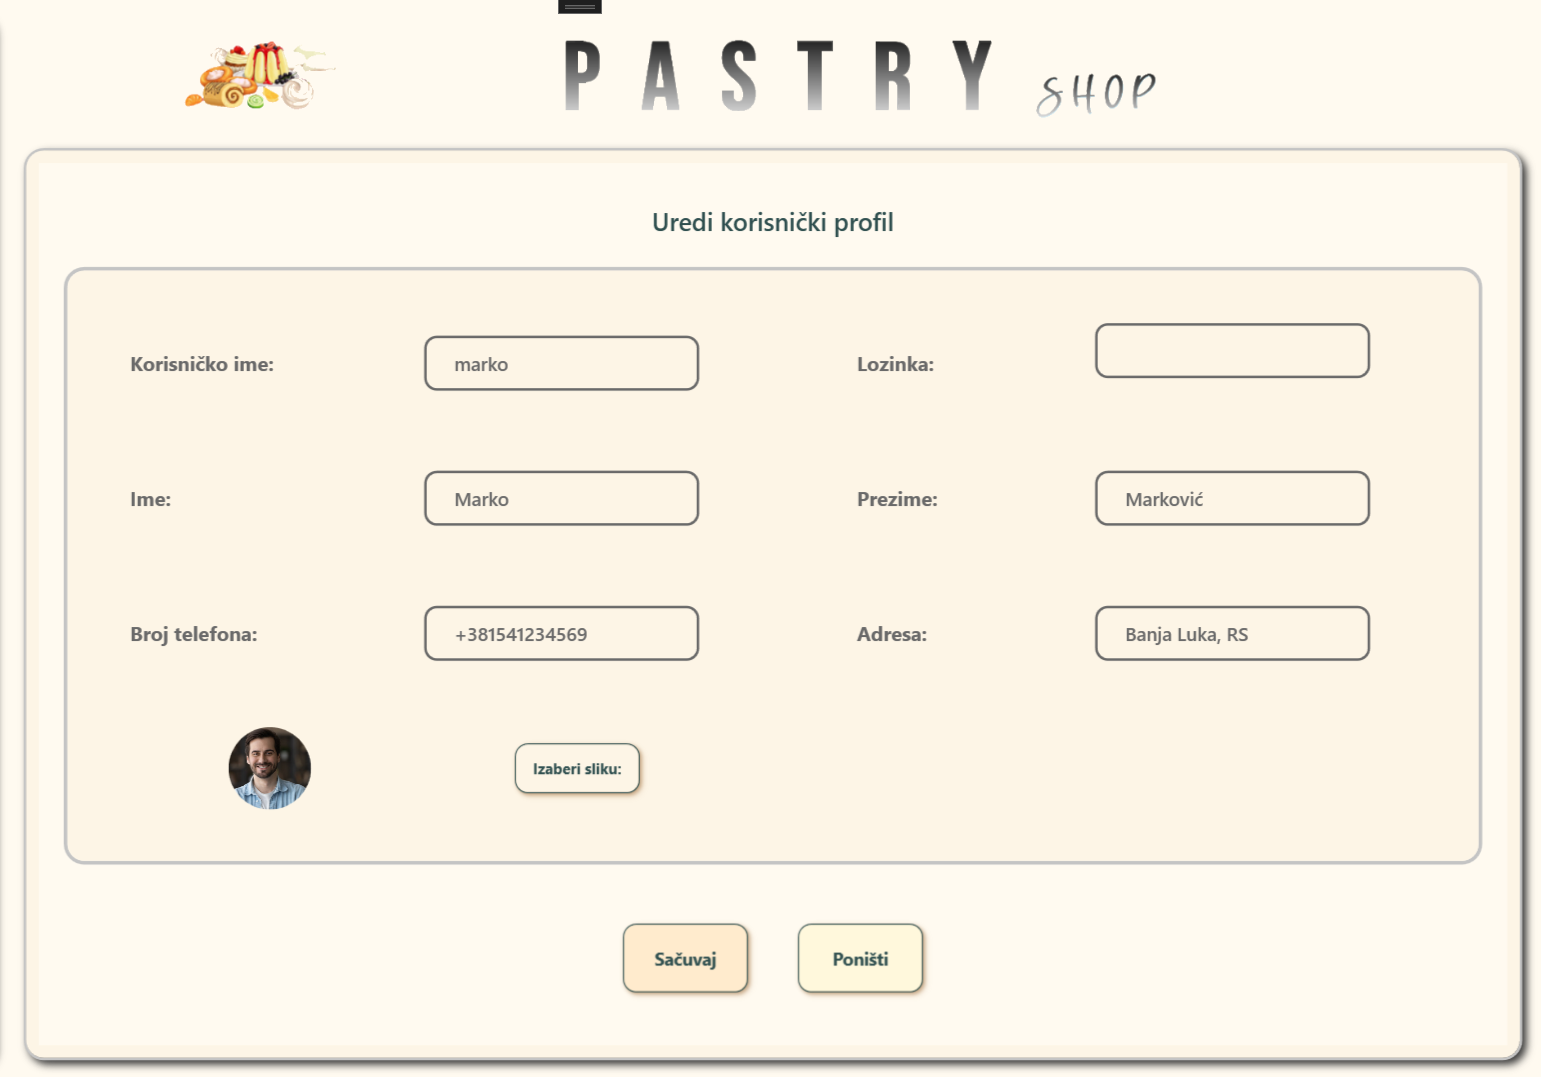 PASTRY SHOP
Uredi korisnički profil
Korisničko ime: marko Lozinka:
Ime: Marko Prezime: Marković
Broj telefona: +381541234569 Adresa: Banja Luka, RS
Izaberi sliku:
Sačuvaj Poništi